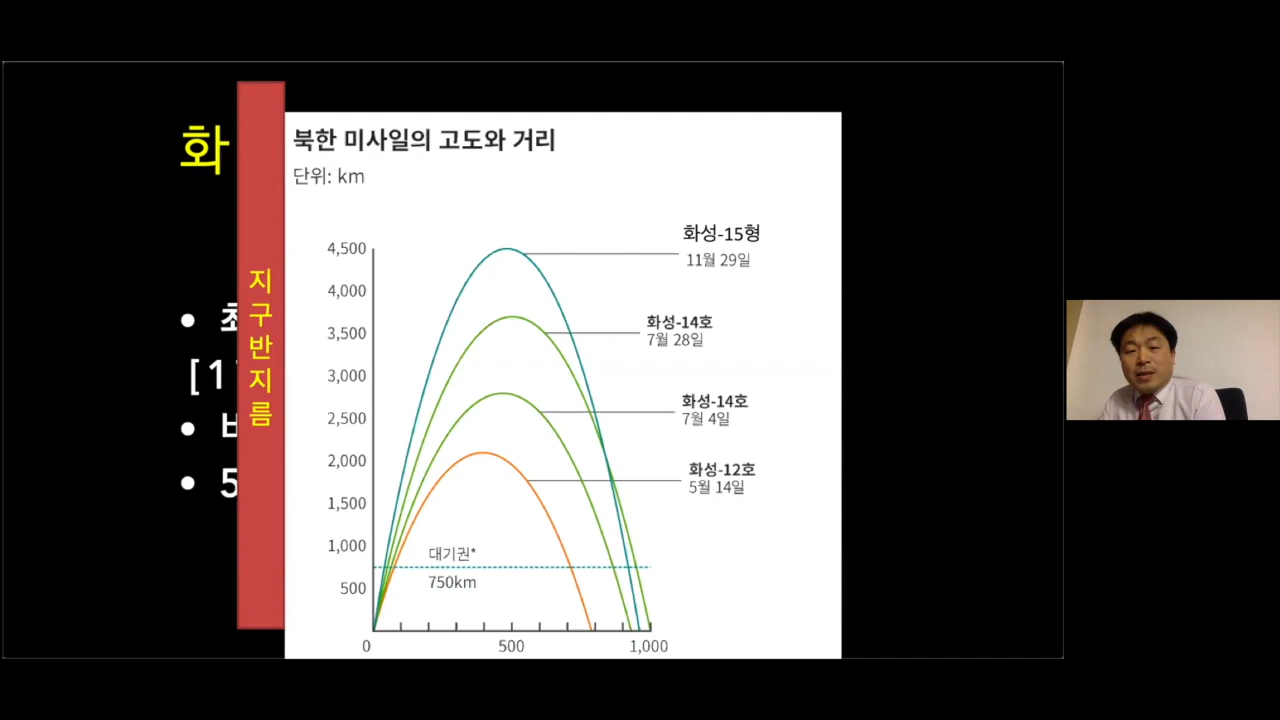 화
지구반지름
•
[1
•
• 5
북한 미사일의 고도와 거리
단위: km
4,500
4,000
3,500
3,000
2,500
2,000
1,500
1,000
500
화성-15형
11월 29일
화성-14호
7월 28일
화성-14호
7월 4일
화성-12호
5월 14일
대기권*
750km
0 500 1,000